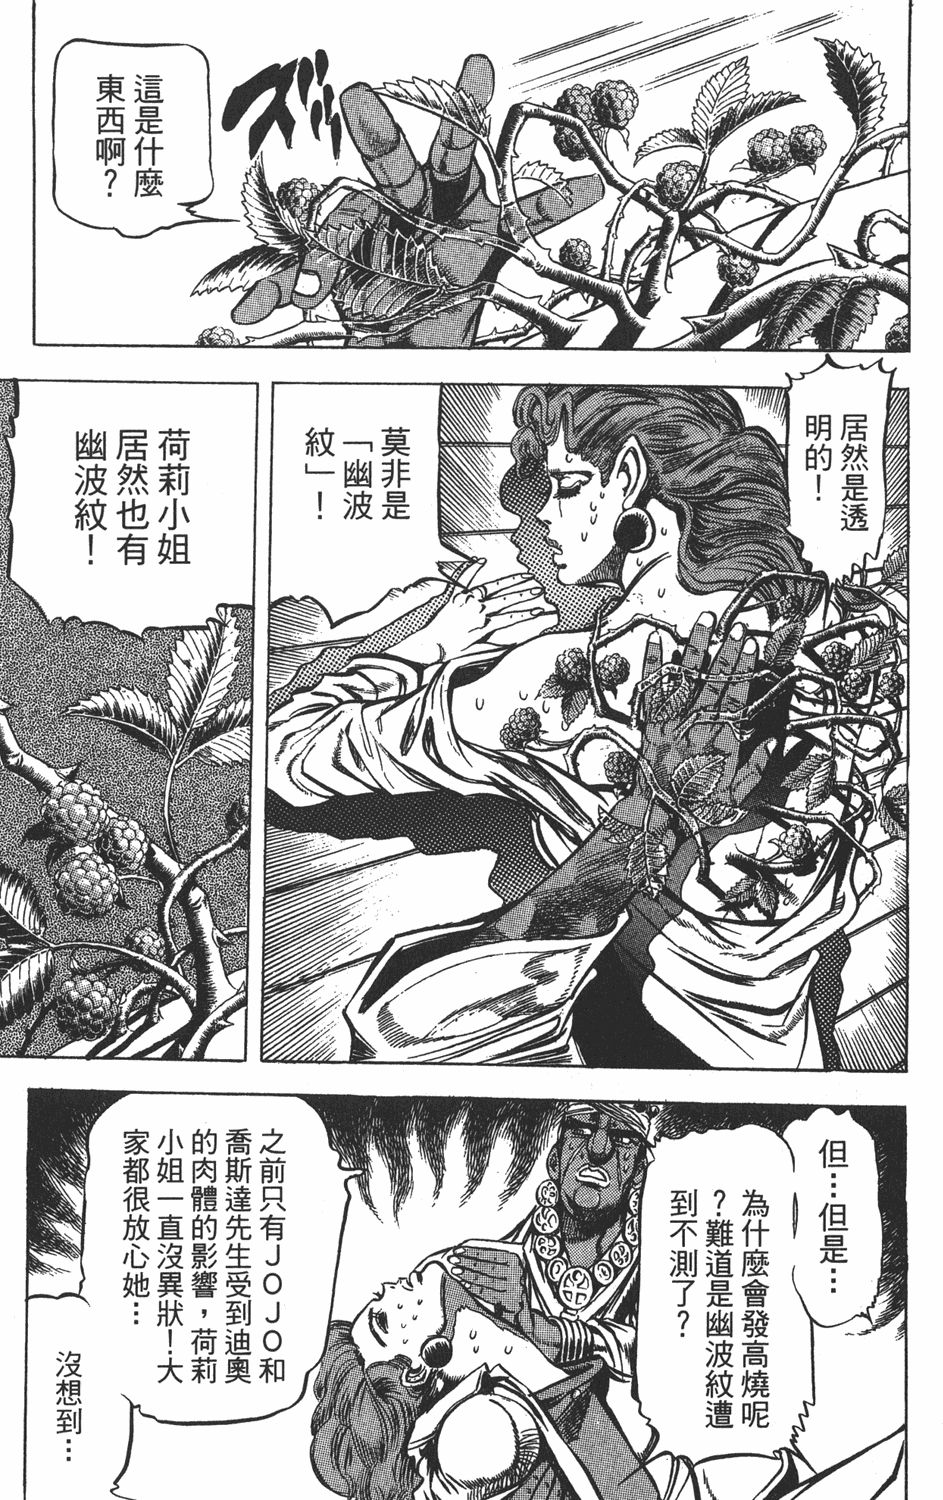 這是什麼
東西啊？
ズズッ
居然是透
明的！
莫非是
「幽波
紋」！
荷莉小姐
居然也有
幽波紋！
但…但是…
為什麼會發高燒呢
？難道是幽波紋遭
到不測了？
之前只有ＪＯＪＯ和
喬斯達先生受到迪奧
的肉體的影響，荷莉
小姐一直沒異狀！大
家都很放心她…
沒想到…